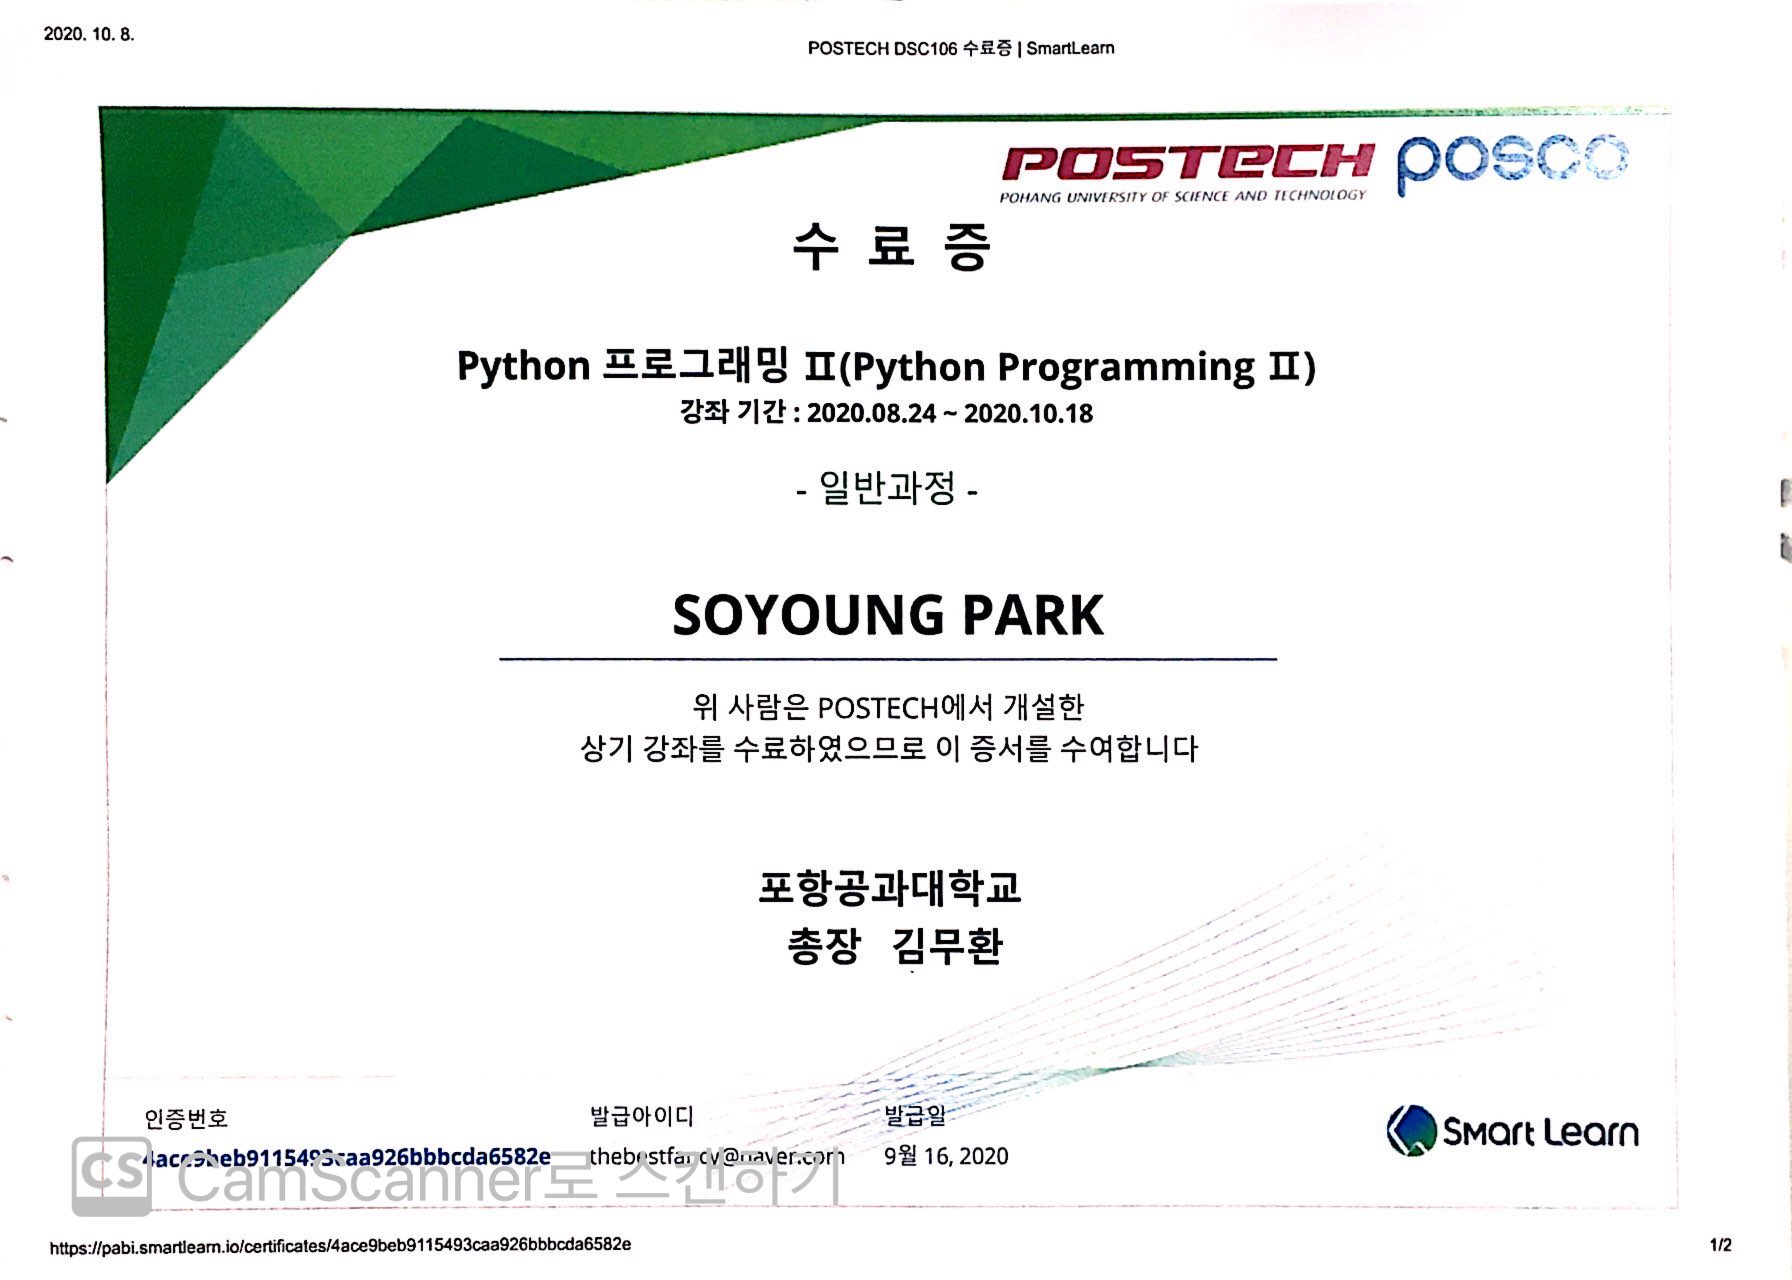 2020. 10. 8.
POSTECH DSC106 수료증 | SmartLearn
POSTECH posco
POHANG UNIVERSITY OF SCIENCE AND TECHNOLOGY
수 료 증
Python 프로그래밍 Ⅱ(Python Programming Ⅱ)
강좌 기간 : 2020.08.24 ~ 2020.10.18
- 일반과정 -
SOYOUNG PARK
위 사람은 POSTECH에서 개설한
상기 강좌를 수료하였으므로 이 증서를 수여합니다
포항공과대학교
총장 김무환
인증번호 발급아이디 발급일
4ace9beb9115493caa926bbbcda6582e @naver.com 9월 16, 2020
Smart Learn
CS CamScanner로 스캔하기
https://pabi.smartlearn.io/certificates/4ace9beb9115493caa926bbbcda6582e
1/2